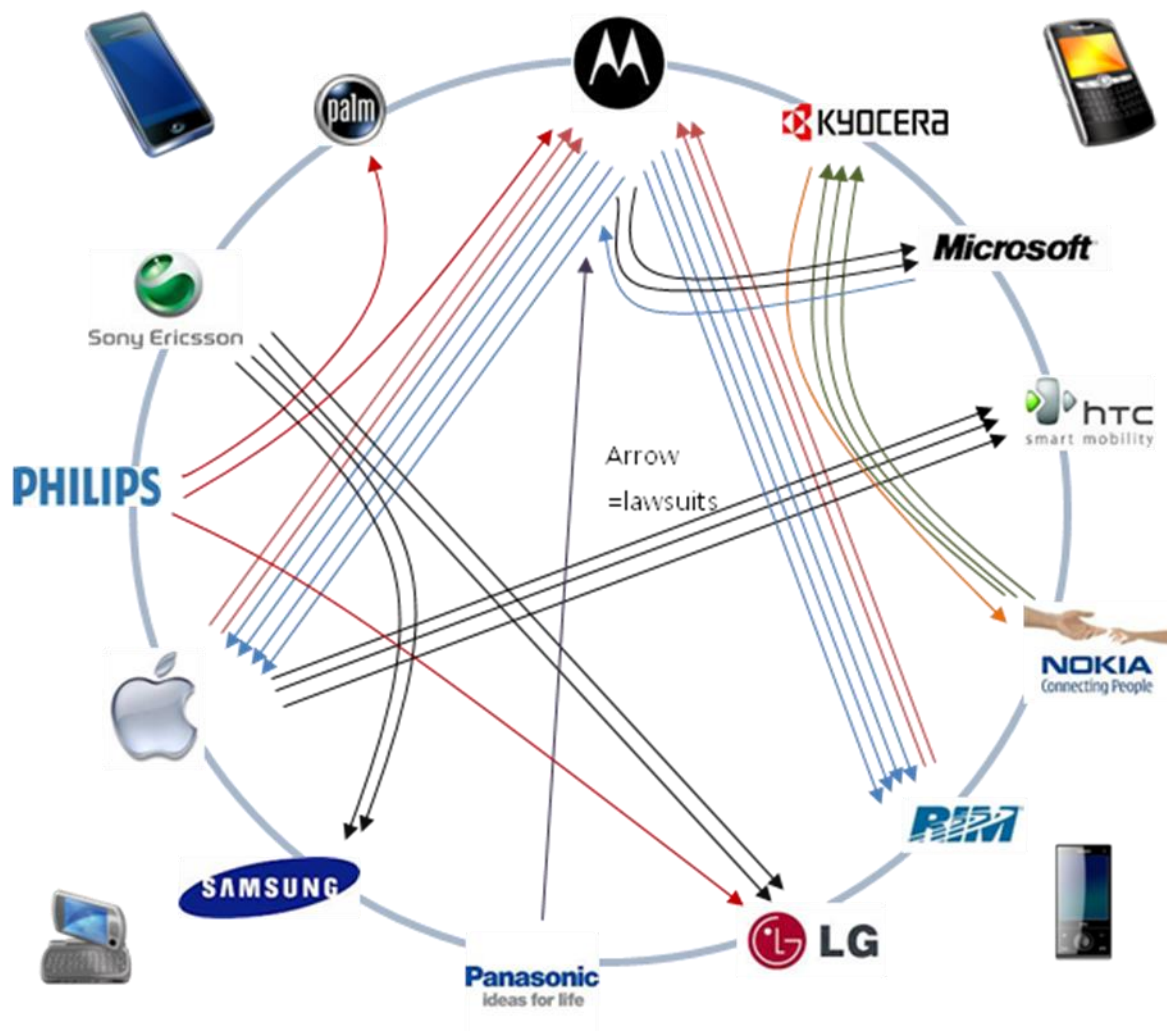 palm
KYOCERA
Microsoft
Sony Ericsson
hTC
smart mobility
Arrow
=lawsuits
PHILIPS
NOKIA
Connecting People
RIM
SAMSUNG
LG
Panasonic
ideas for life